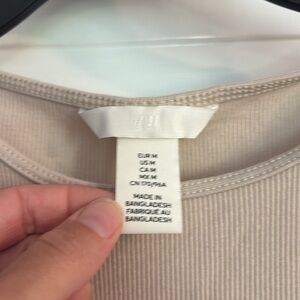 H&M
EUR M
US M
CA M
MX M
CN 170/96A
MADE IN
BANGLADESH
FABRIQUÉ AU
BANGLADESH